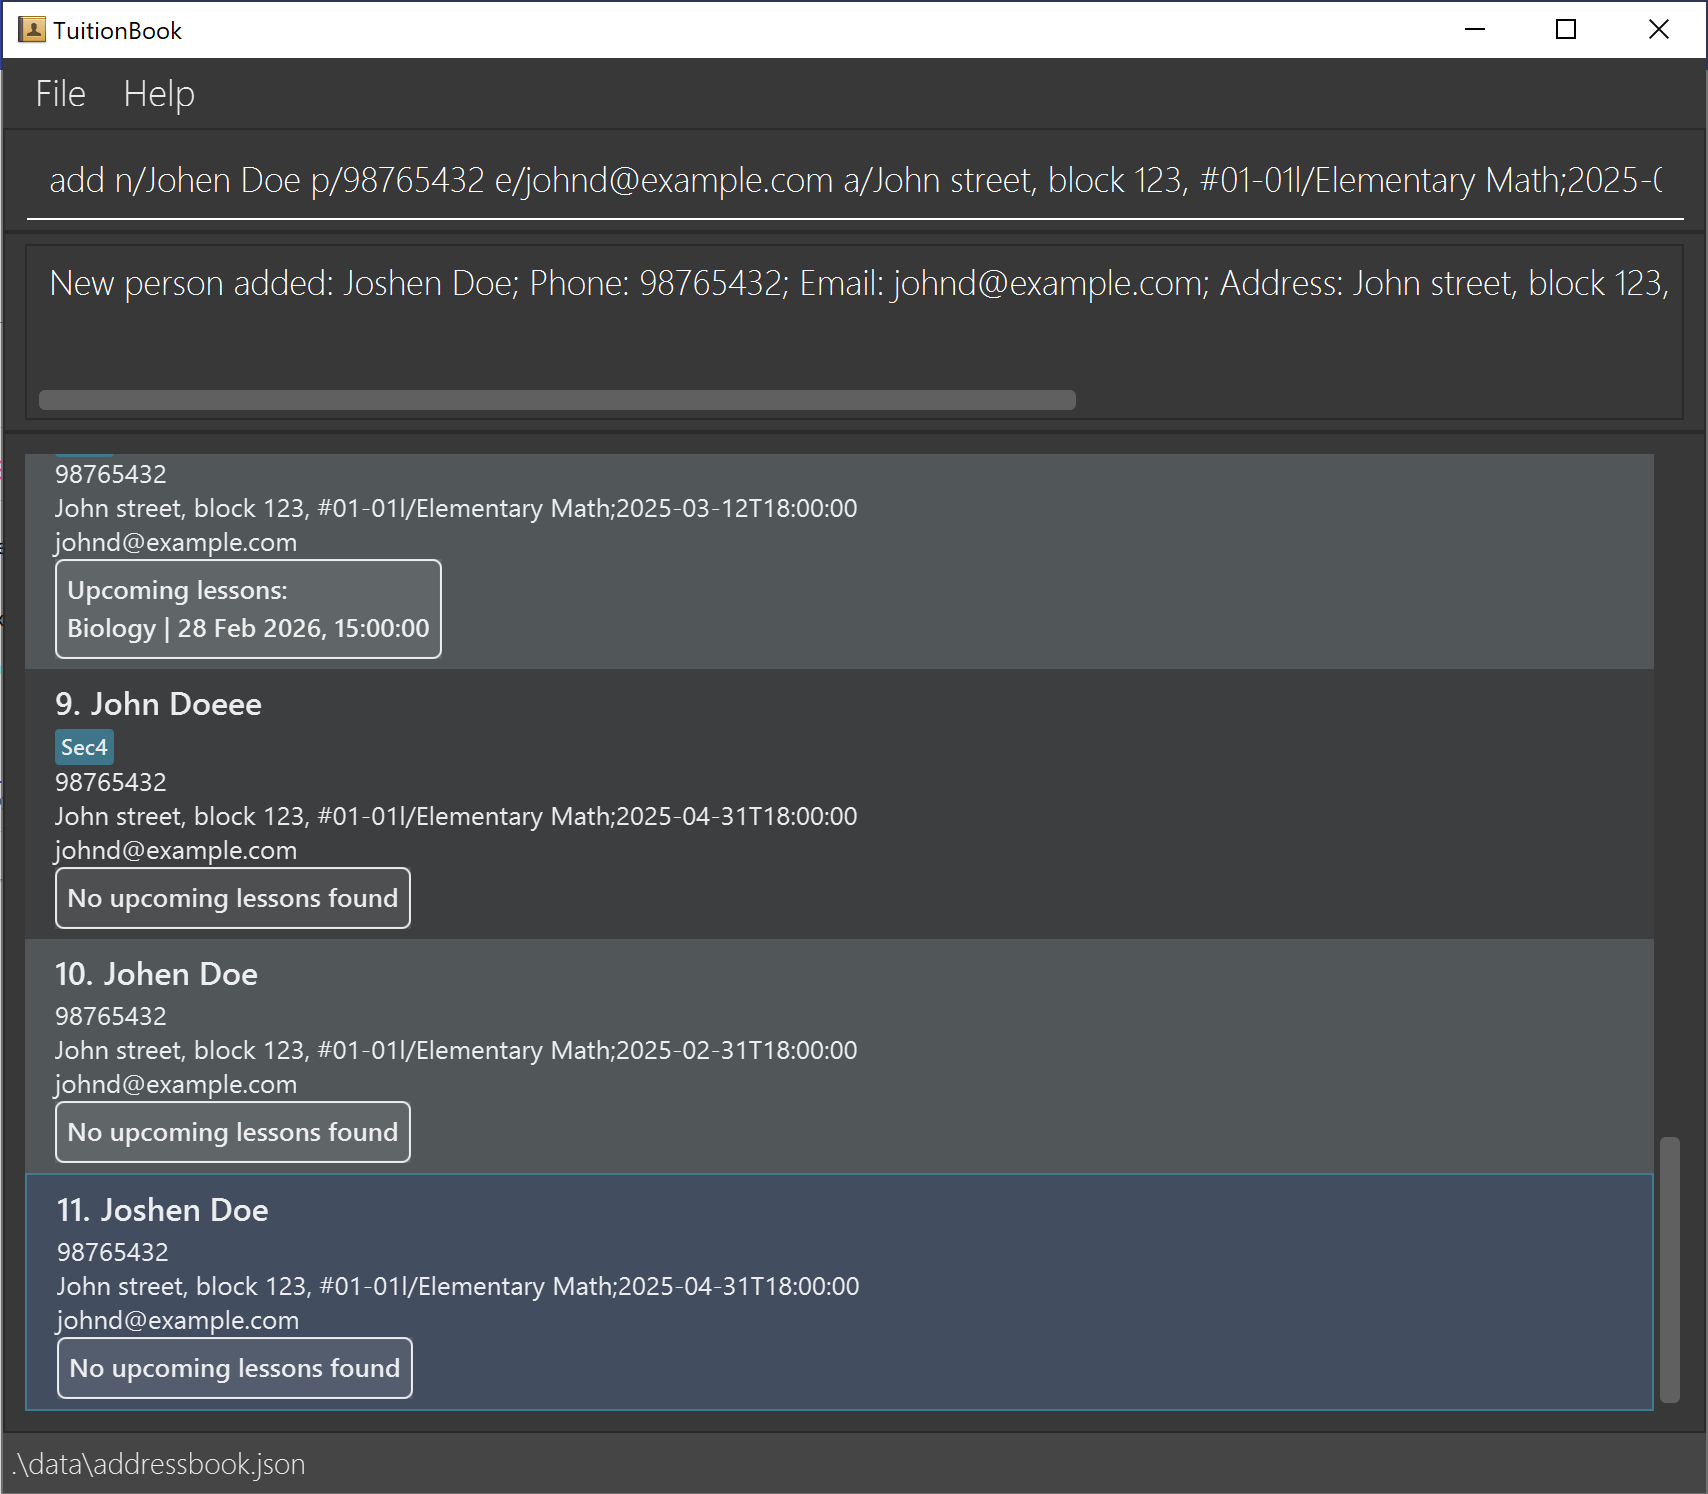 TuitionBook
File Help
add n/Johen Doe p/98765432 e/johnd@example.com a/John street, block 123, #01-01l/Elementary Math;2025-0
New person added: Joshen Doe; Phone: 98765432; Email: johnd@example.com; Address: John street, block 123,
98765432
John street, block 123, #01-01l/Elementary Math;2025-03-12T18:00:00
johnd@example.com
Upcoming lessons:
Biology | 28 Feb 2026, 15:00:00
9. John Doeee
Sec4
98765432
John street, block 123, #01-01l/Elementary Math;2025-04-31T18:00:00
johnd@example.com
No upcoming lessons found
10. Johen Doe
98765432
John street, block 123, #01-01l/Elementary Math;2025-02-31T18:00:00
johnd@example.com
No upcoming lessons found
11. Joshen Doe
98765432
John street, block 123, #01-01l/Elementary Math;2025-04-31T18:00:00
johnd@example.com
No upcoming lessons found
.\data\addressbook.json